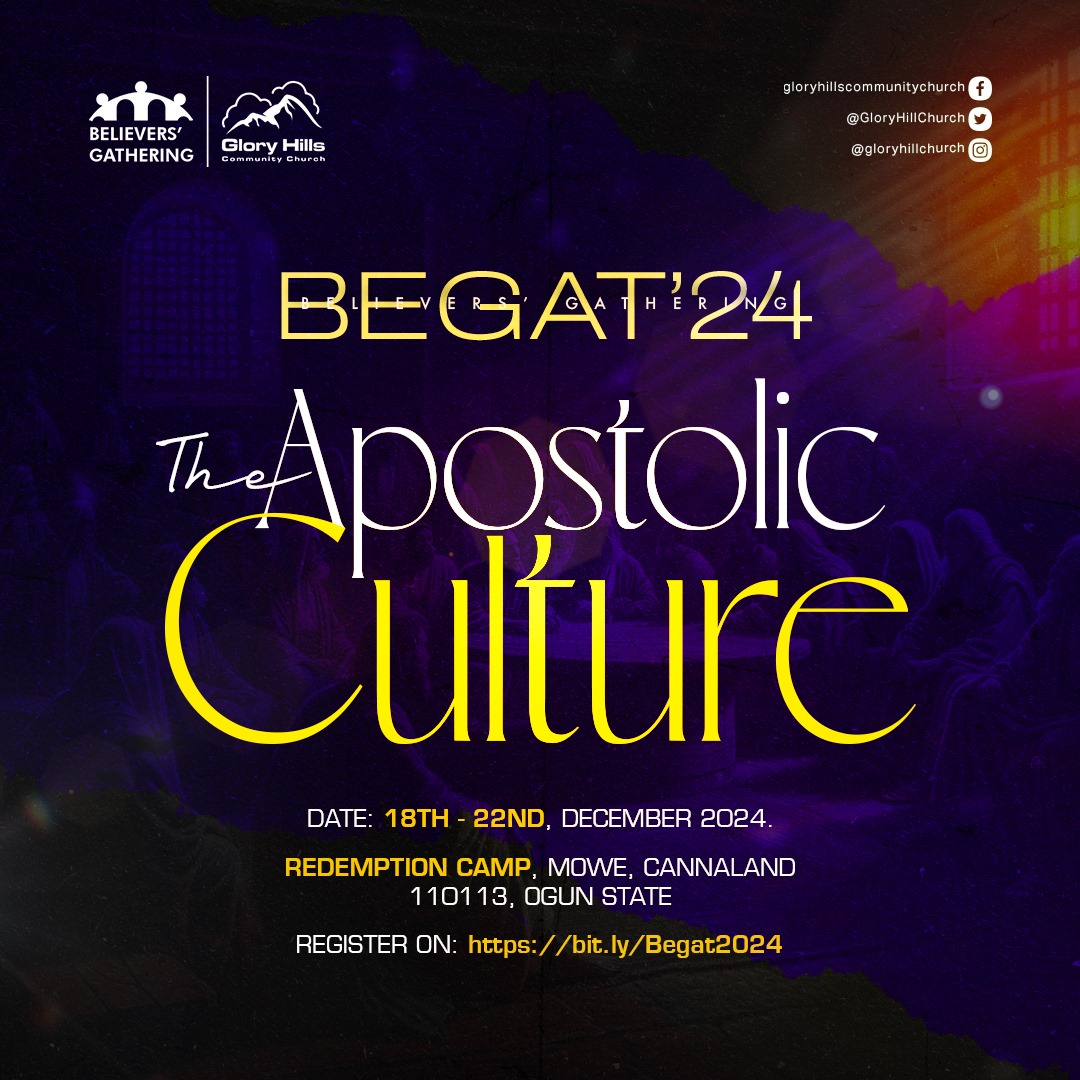 BELIEVERS'
GATHERING
Glory Hills
Community Church
gloryhillscommunitychurch
@GloryHillChurch
@gloryhillchurch
BEGAT'24
BELIEVERS' GATHERING
The Apostolic
Culture
DATE: 18TH - 22ND, DECEMBER 2024.
REDEMPTION CAMP, MOWE, CANNALAND
110113, OGUN STATE
REGISTER ON: https://bit.ly/Begat2024